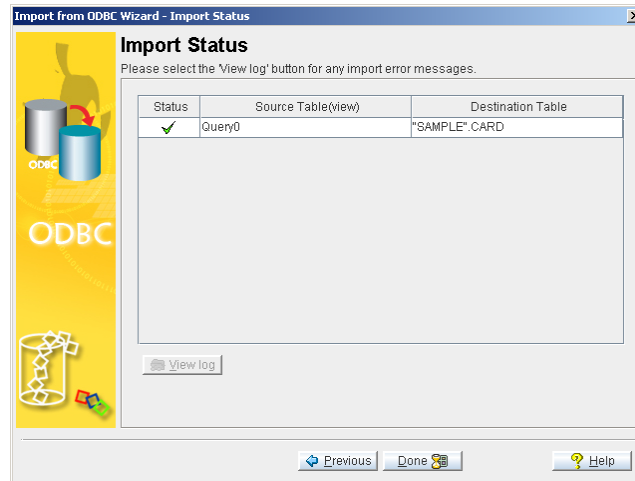 Import from ODBC Wizard - Import Status
Import Status
Please select the 'View log' button for any import error messages.
Status Source Table(view) Destination Table
Query0 "SAMPLE".CARD
ODBC
ODBC
View log
Previous Done Help